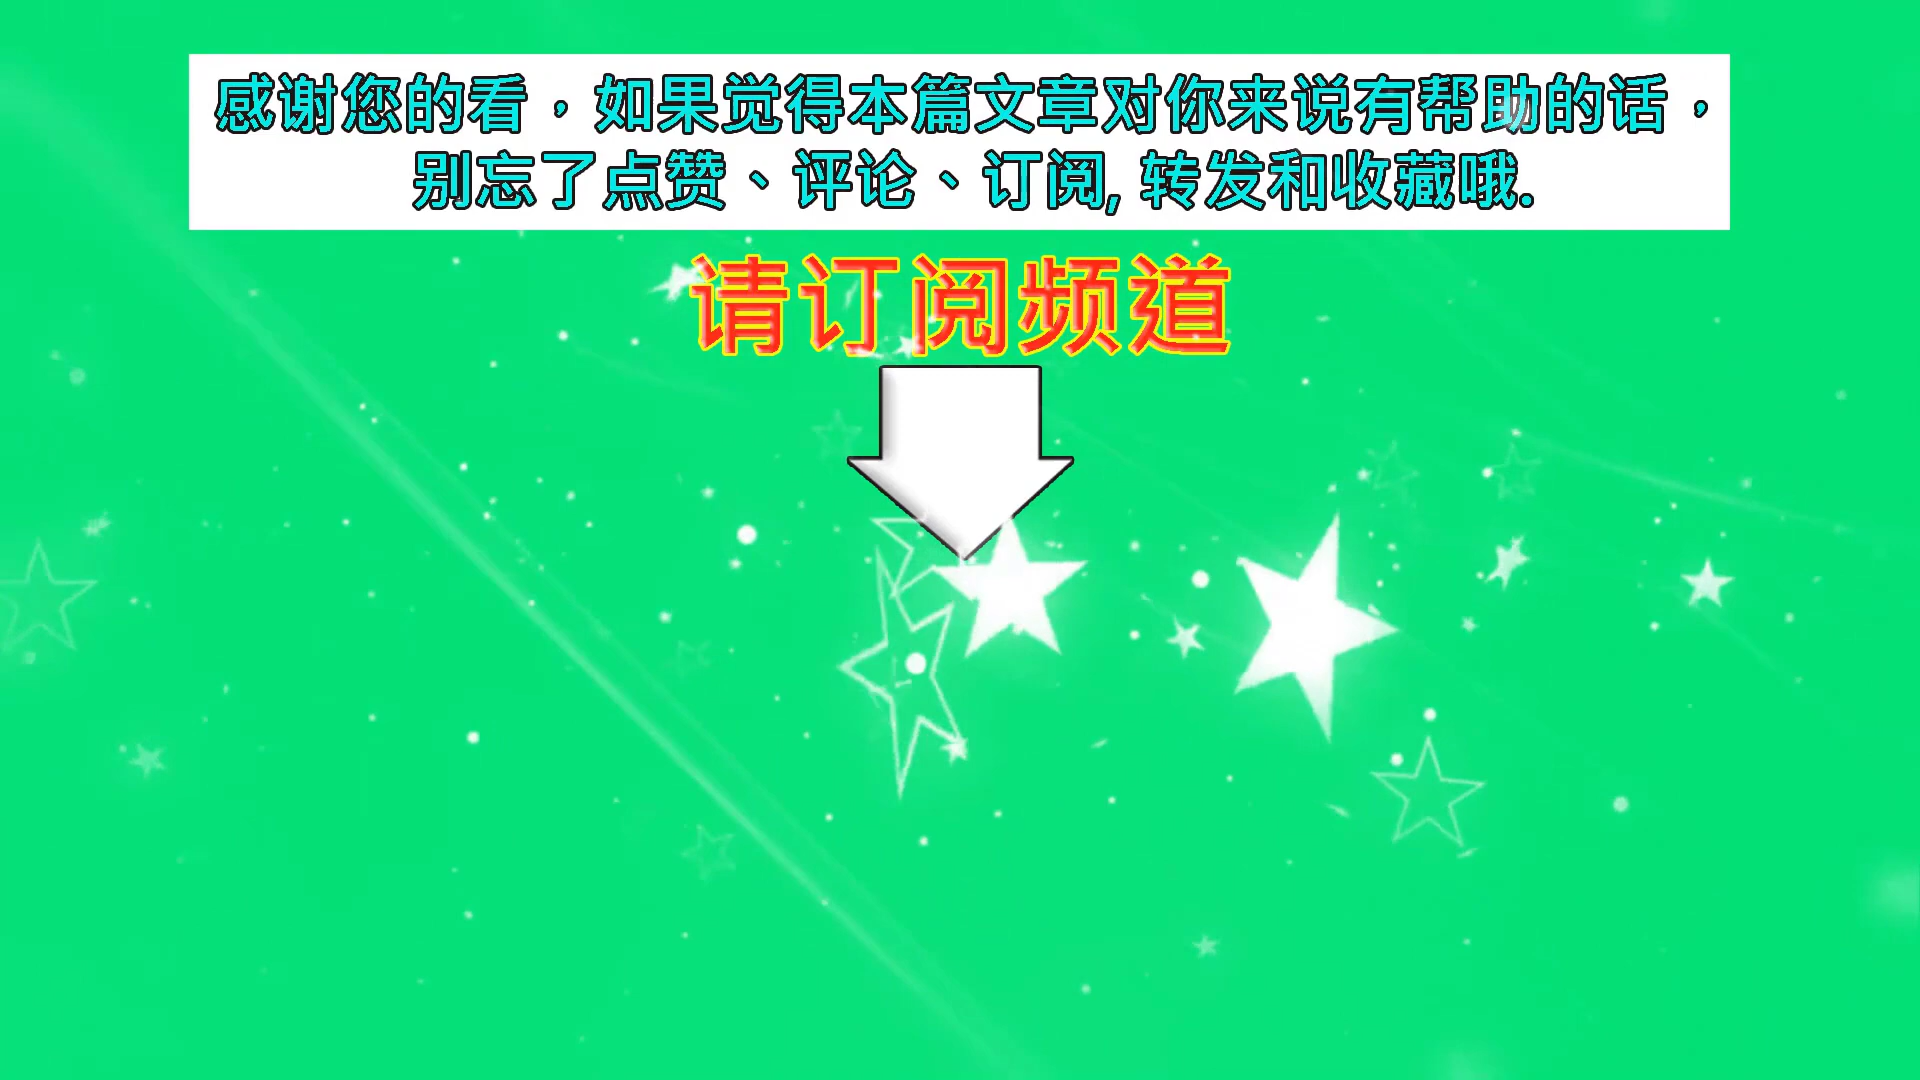 感谢您的看，如果觉得本篇文章对你来说有帮助的话，
别忘了点赞、评论、订阅, 转发和收藏哦.
请订阅频道